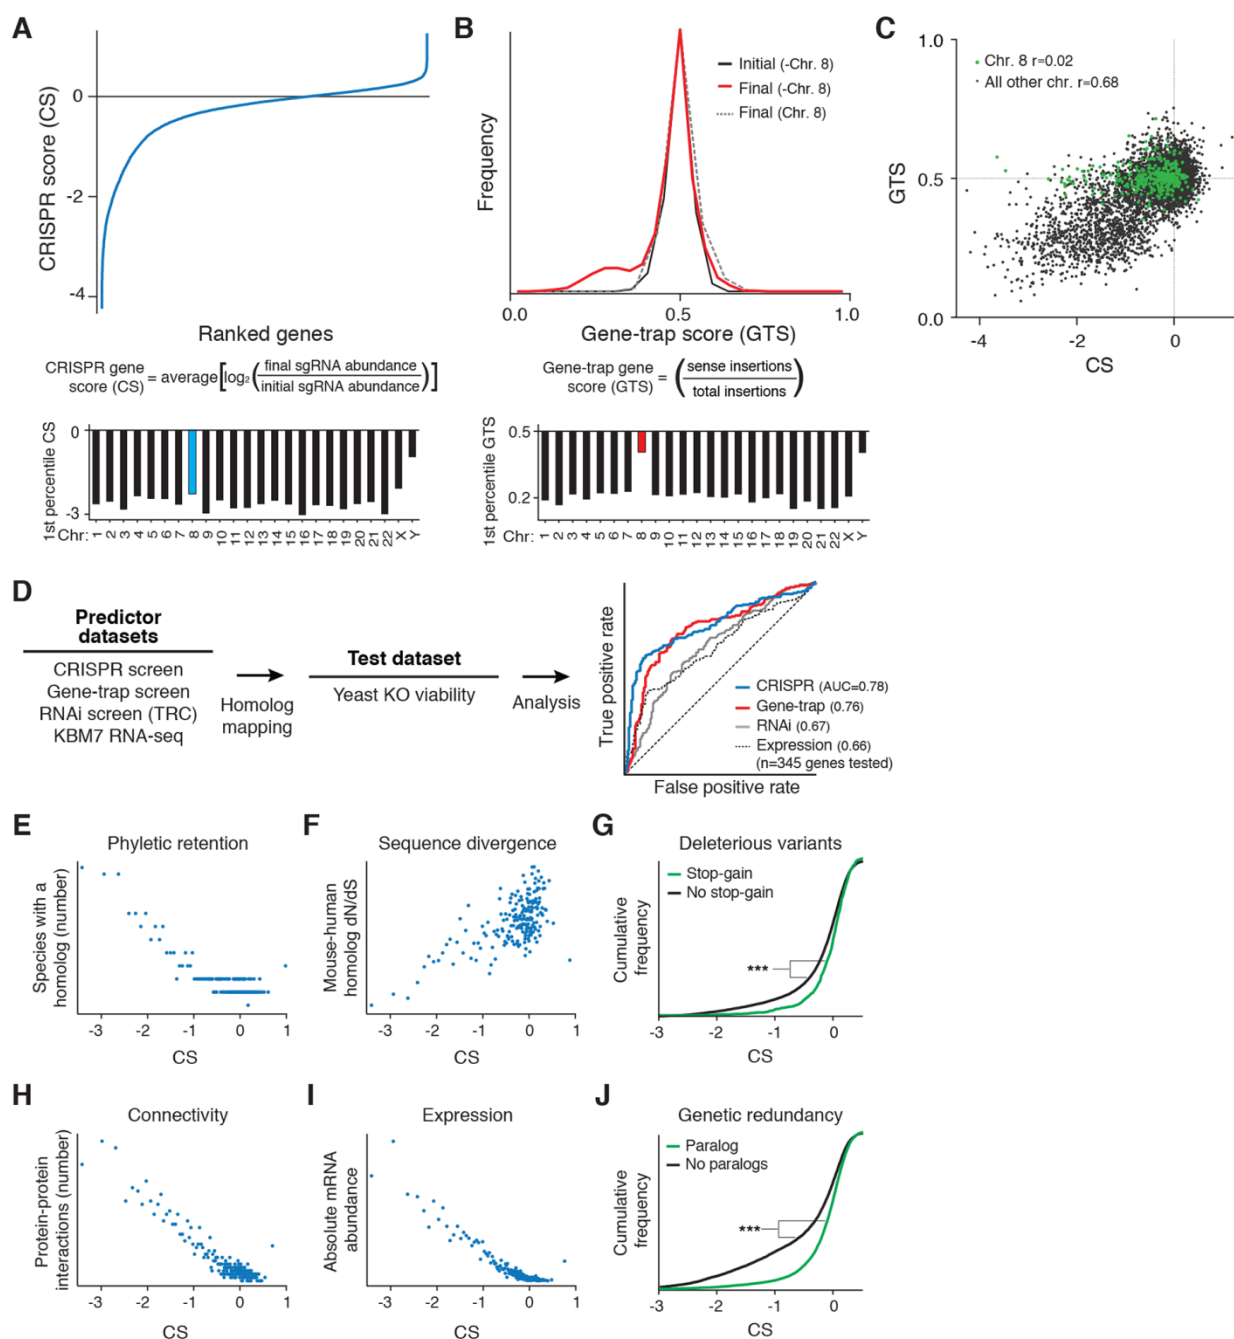 A
CRISPR score (CS)
0
-2
-4
Ranked genes
CRISPR gene score (CS) = average[log₂(final sgRNA abundance / initial sgRNA abundance)]
1st percentile CS
0
-3
Chr: 1 2 3 4 5 6 7 8 9 10 11 12 13 14 15 16 17 18 19 20 21 22 X Y
B
Frequency
Initial (-Chr. 8)
Final (-Chr. 8)
Final (Chr. 8)
0.0 0.5 1.0
Gene-trap score (GTS)
Gene-trap gene score (GTS) = (sense insertions / total insertions)
1st percentile GTS
0.5
0.2
Chr: 1 2 3 4 5 6 7 8 9 10 11 12 13 14 15 16 17 18 19 20 21 22 X Y
C
GTS
1.0
0.5
0.0
Chr. 8 r=0.02
All other chr. r=0.68
-4 -2 0
CS
D
Predictor
datasets
CRISPR screen
Gene-trap screen
RNAi screen (TRC)
KBM7 RNA-seq
Homolog
mapping
Test dataset
Yeast KO viability
Analysis
True positive rate
CRISPR (AUC=0.78)
Gene-trap (0.76)
RNAi (0.67)
Expression (0.66)
(n=345 genes tested)
False positive rate
E
Phyletic retention
Species with a
homolog (number)
-3 -2 -1 0 1
CS
F
Sequence divergence
Mouse-human
homolog dN/dS
-3 -2 -1 0 1
CS
G
Deleterious variants
Stop-gain
No stop-gain
Cumulative
frequency
***
-3 -2 -1 0
CS
H
Connectivity
Protein-protein
interactions (number)
-3 -2 -1 0 1
CS
I
Expression
Absolute mRNA
abundance
-3 -2 -1 0 1
CS
J
Genetic redundancy
Paralog
No paralogs
Cumulative
frequency
***
-3 -2 -1 0
CS